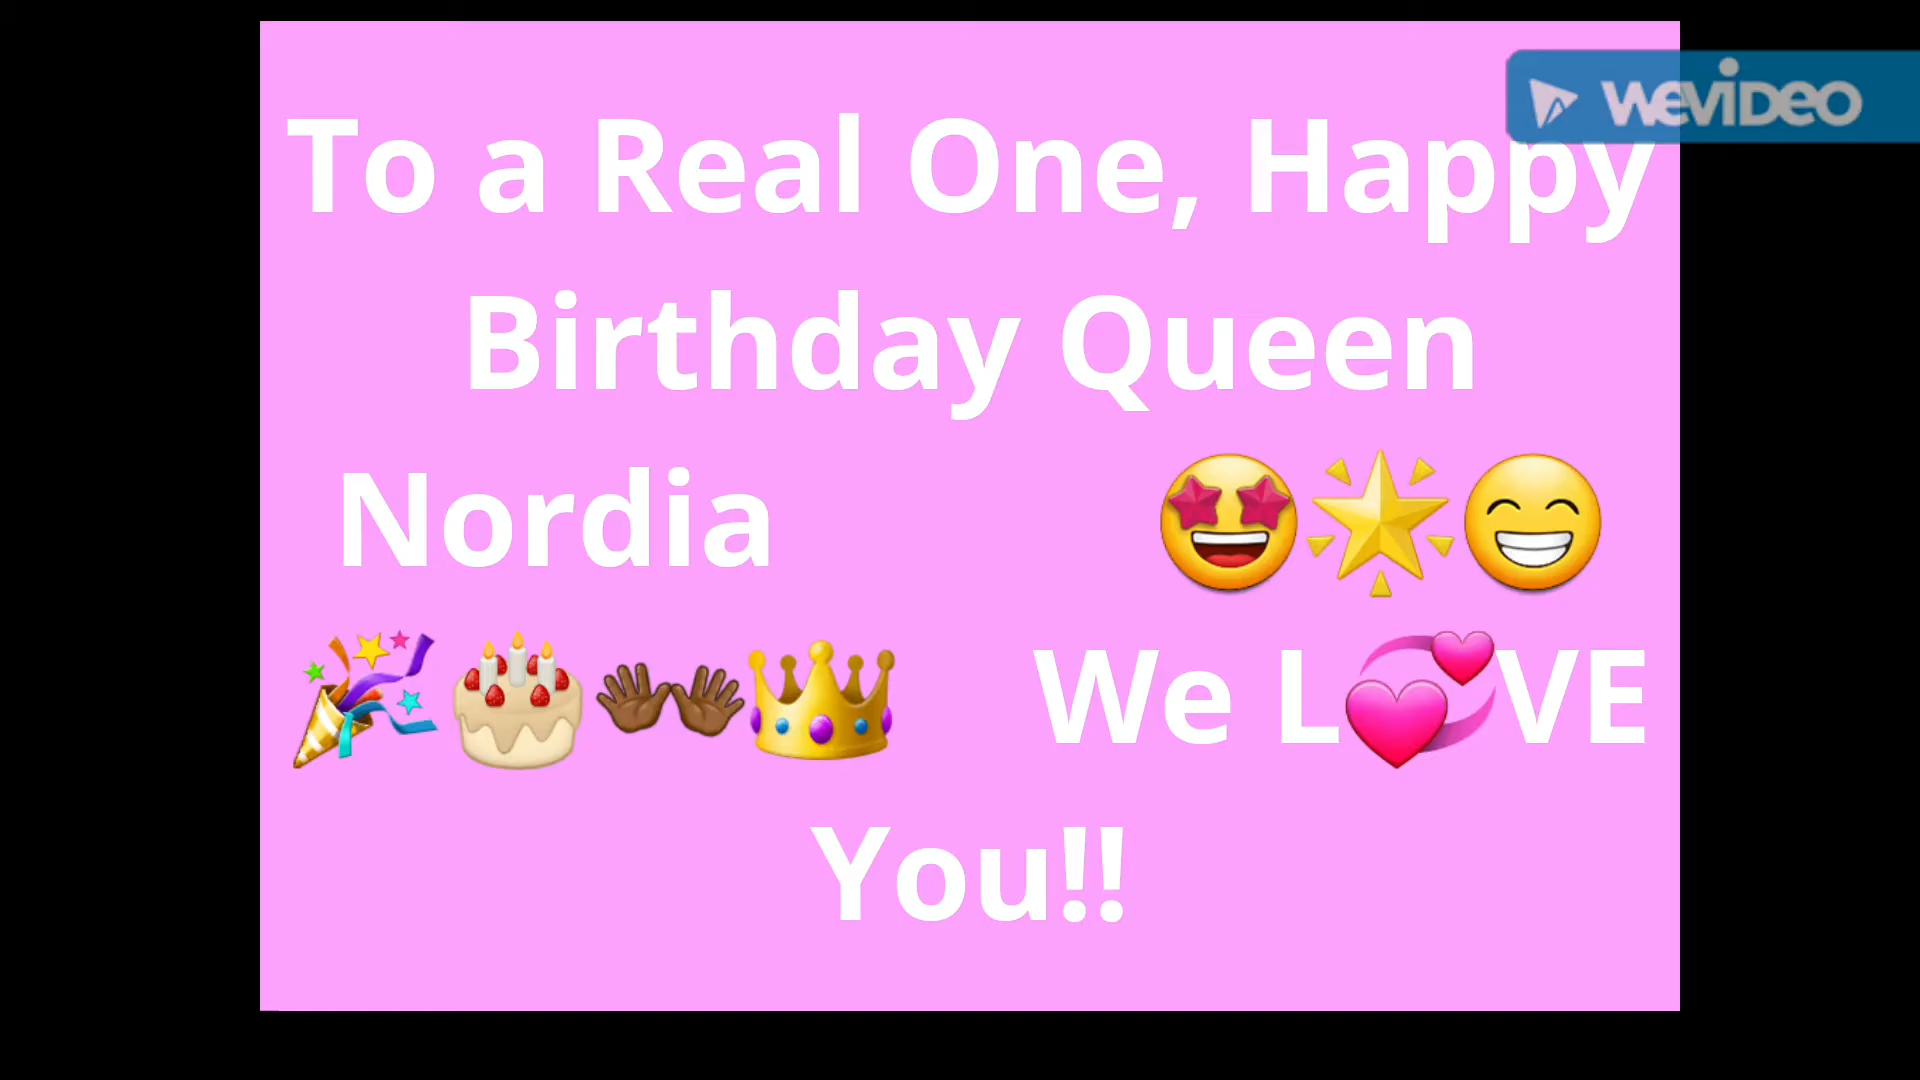 WEVIDEO
To a Real One, Happy
Birthday Queen
Nordia 🤩🌟😁
🎉🎂👐🏾👑 We L💞VE
You!!